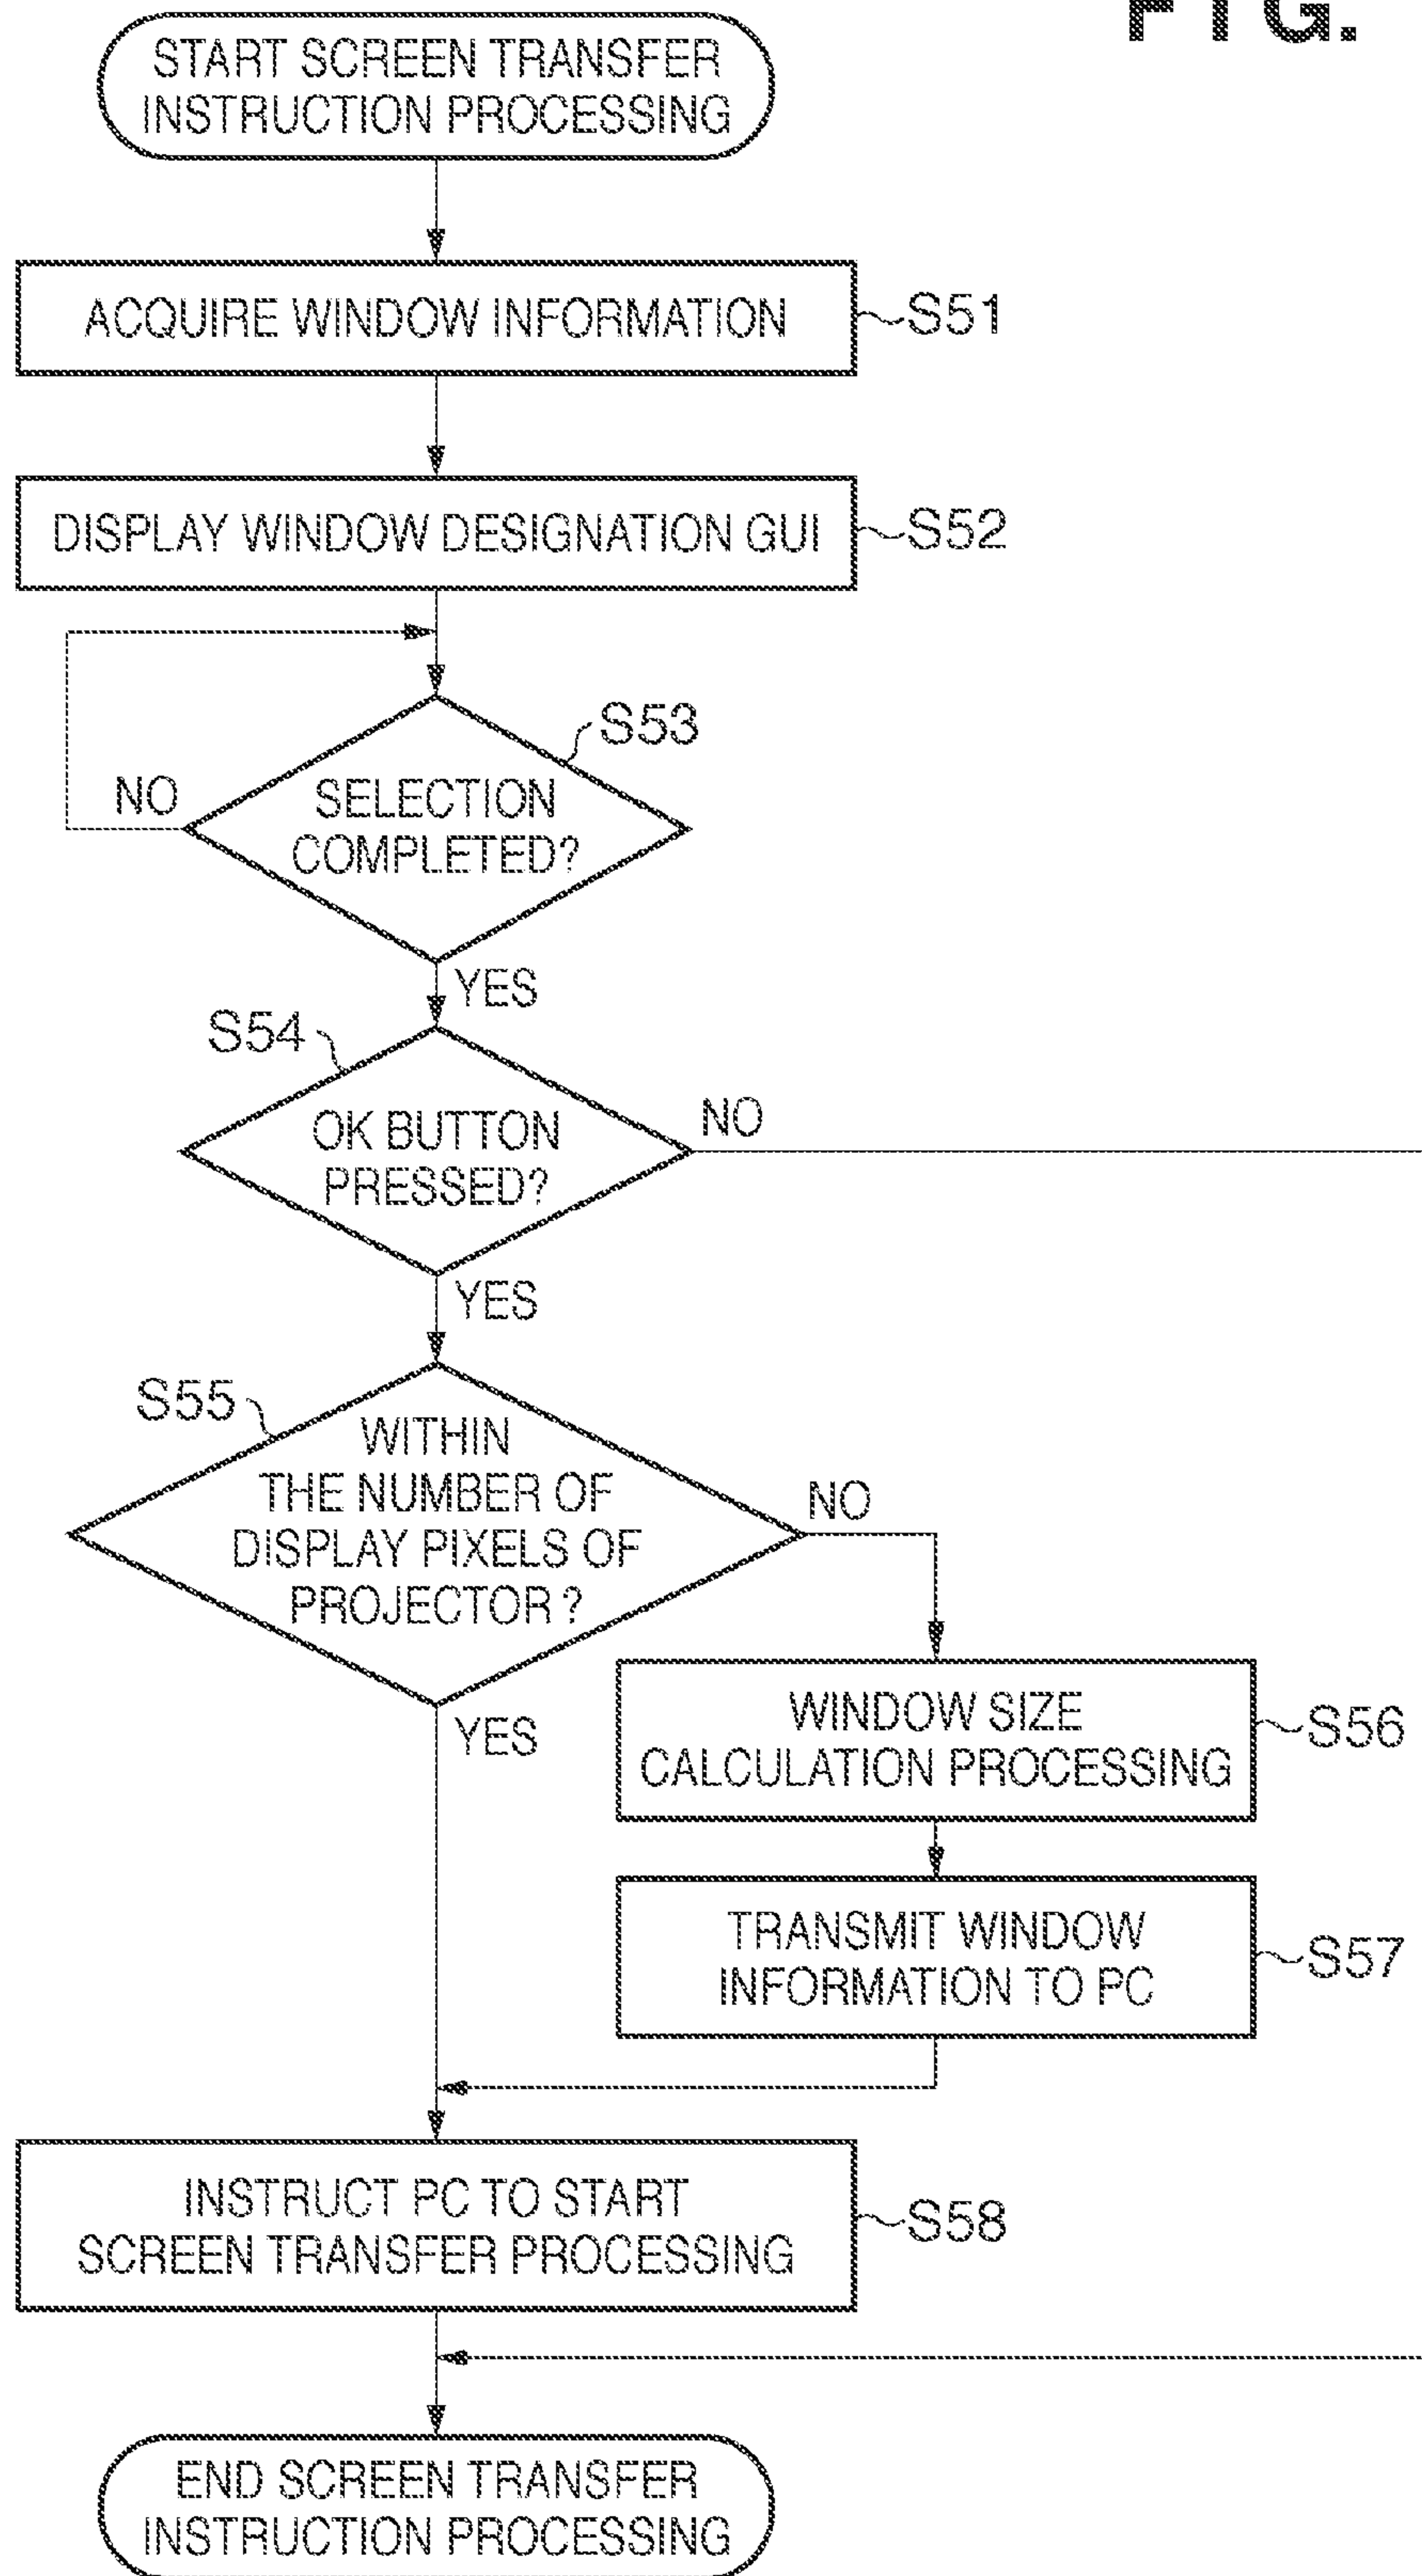 FIG.
START SCREEN TRANSFER
INSTRUCTION PROCESSING
ACQUIRE WINDOW INFORMATION
S51
DISPLAY WINDOW DESIGNATION GUI
S52
S53
NO
SELECTION
COMPLETED?
YES
S54
OK BUTTON
PRESSED?
NO
YES
S55
WITHIN
THE NUMBER OF
DISPLAY PIXELS OF
PROJECTOR ?
NO
YES
WINDOW SIZE
CALCULATION PROCESSING
S56
TRANSMIT WINDOW
INFORMATION TO PC
S57
INSTRUCT PC TO START
SCREEN TRANSFER PROCESSING
S58
END SCREEN TRANSFER
INSTRUCTION PROCESSING